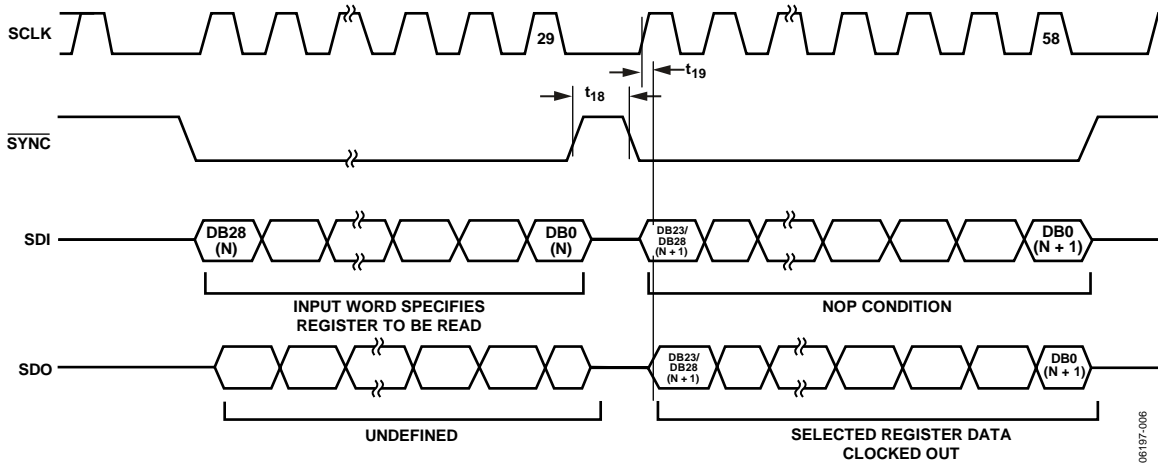 SCLK
29
58
t18
t19
SYNC
SDI
DB28
(N)
DB0
(N)
DB23/
DB28
(N + 1)
DB0
(N + 1)
INPUT WORD SPECIFIES
REGISTER TO BE READ
NOP CONDITION
SDO
DB23/
DB28
(N + 1)
DB0
(N + 1)
UNDEFINED
SELECTED REGISTER DATA
CLOCKED OUT
06197-006